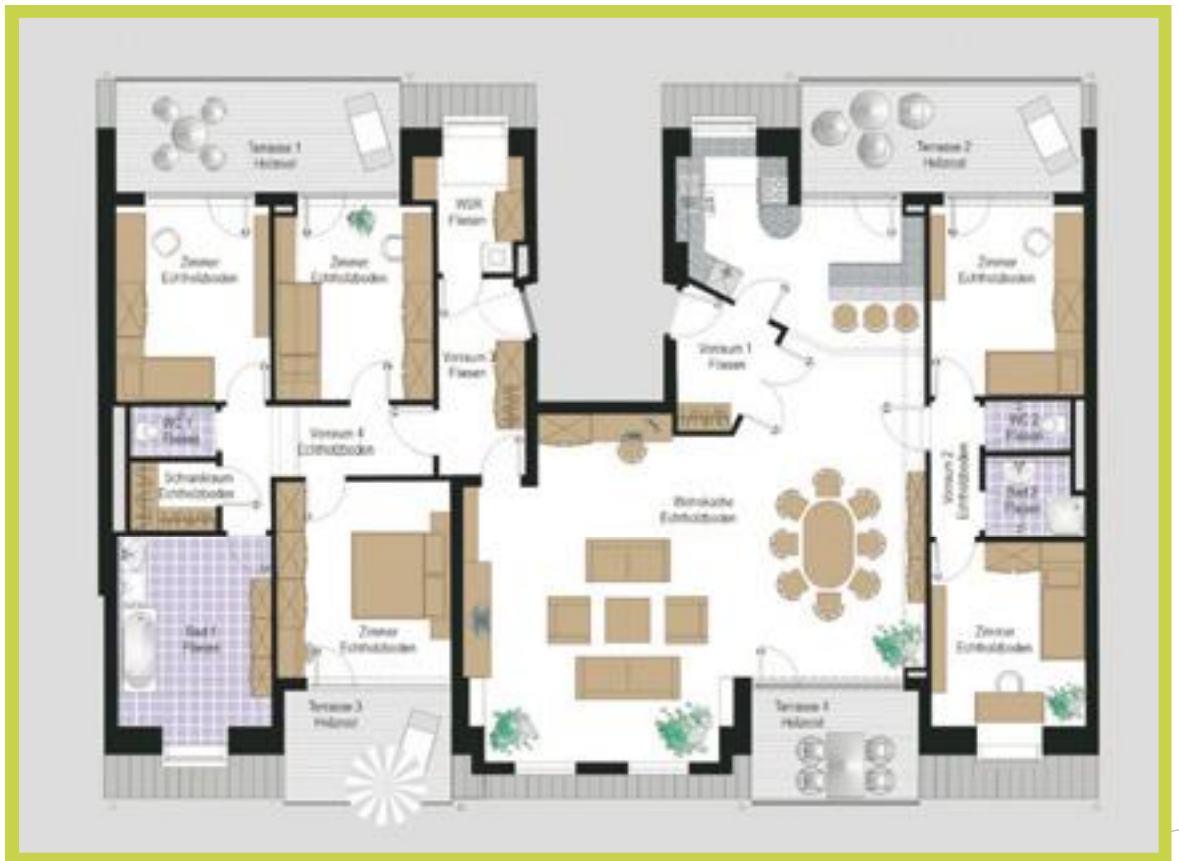 Terrasse 1
Holzrost
Terrasse 2
Holzrost
WSR
Fliesen
Zimmer
Echtholzboden
Zimmer
Echtholzboden
Zimmer
Echtholzboden
Vorraum 3
Fliesen
Vorraum 1
Fliesen
WC 1
Fliesen
Vorraum 4
Echtholzboden
WC 2
Fliesen
Schrankraum
Echtholzboden
Vorraum 2
Echtholzboden
Bad 2
Fliesen
Wohnküche
Echtholzboden
Bad 1
Fliesen
Zimmer
Echtholzboden
Zimmer
Echtholzboden
Terrasse 3
Holzrost
Terrasse 4
Holzrost